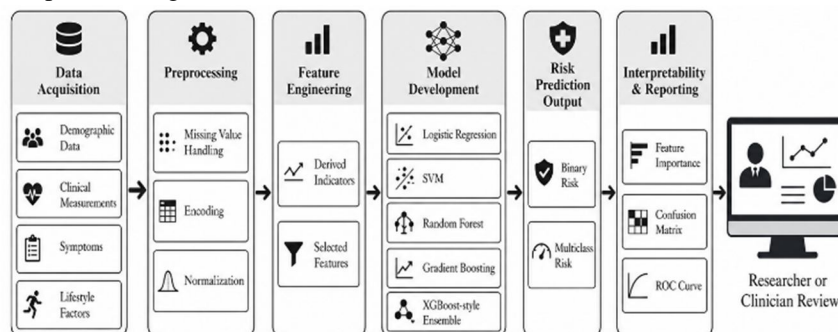 Data
Acquisition
Demographic
Data
Clinical
Measurements
Symptoms
Lifestyle
Factors
Preprocessing
Missing Value
Handling
Encoding
Normalization
Feature
Engineering
Derived
Indicators
Selected
Features
Model
Development
Logistic Regression
SVM
Random Forest
Gradient Boosting
XGBoost-style
Ensemble
Risk
Prediction
Output
Binary
Risk
Multiclass
Risk
Interpretability
& Reporting
Feature
Importance
Confusion
Matrix
ROC Curve
Researcher or
Clinician Review